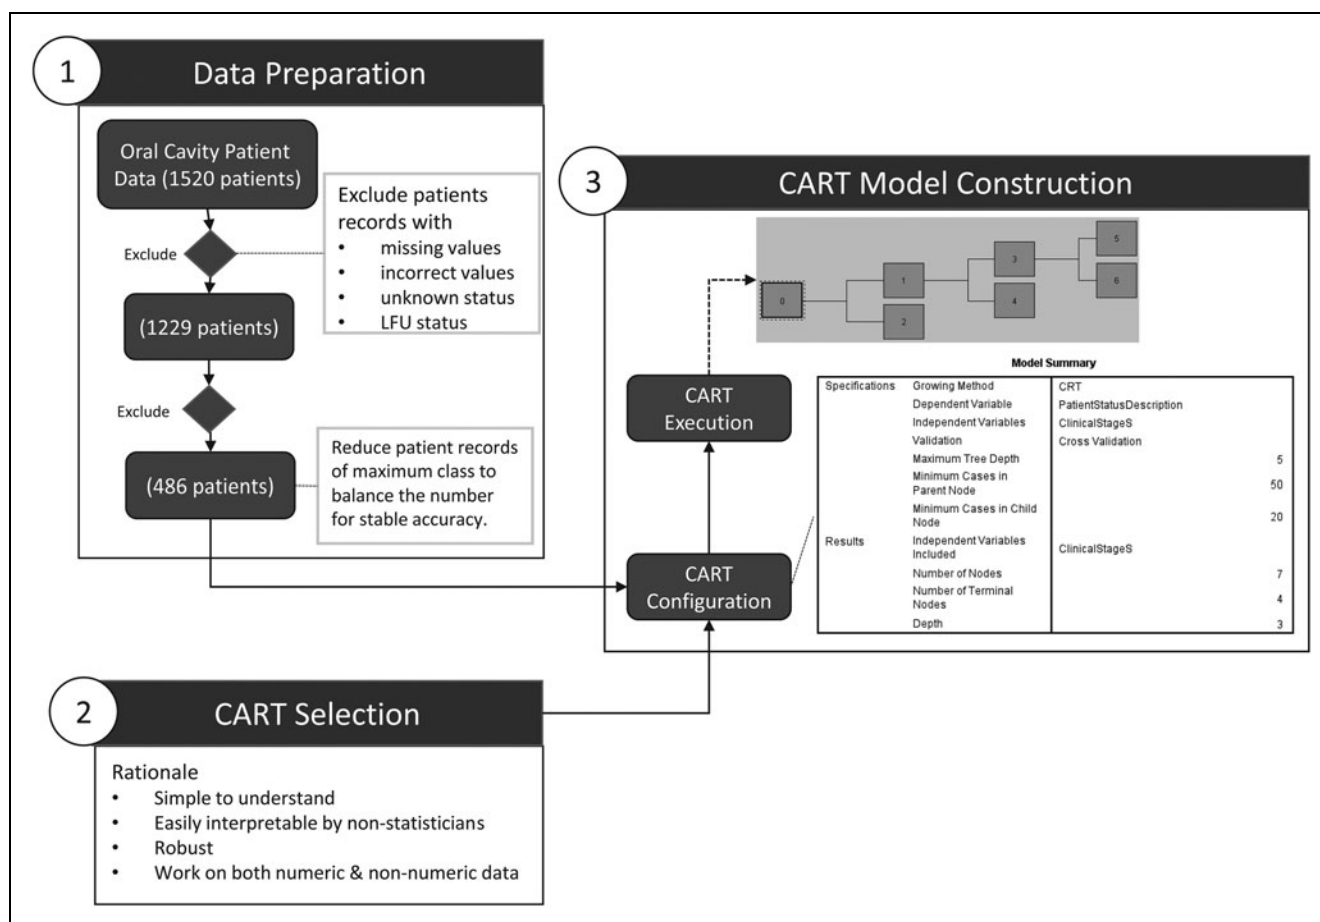 1
Data Preparation
Oral Cavity Patient
Data (1520 patients)
Exclude patients
records with
• missing values
• incorrect values
• unknown status
• LFU status
Exclude
(1229 patients)
Exclude
(486 patients)
Reduce patient records
of maximum class to
balance the number
for stable accuracy.
2
CART Selection
Rationale
• Simple to understand
• Easily interpretable by non-statisticians
• Robust
• Work on both numeric & non-numeric data
3
CART Model Construction
0
1
2
3
4
5
6
CART
Execution
CART
Configuration
Model Summary
Specifications Growing Method CRT
Dependent Variable PatientStatusDescription
Independent Variables ClinicalStageS
Validation Cross Validation
Maximum Tree Depth 5
Minimum Cases in
Parent Node 50
Minimum Cases in Child
Node 20
Results Independent Variables
Included ClinicalStageS
Number of Nodes 7
Number of Terminal
Nodes 4
Depth 3